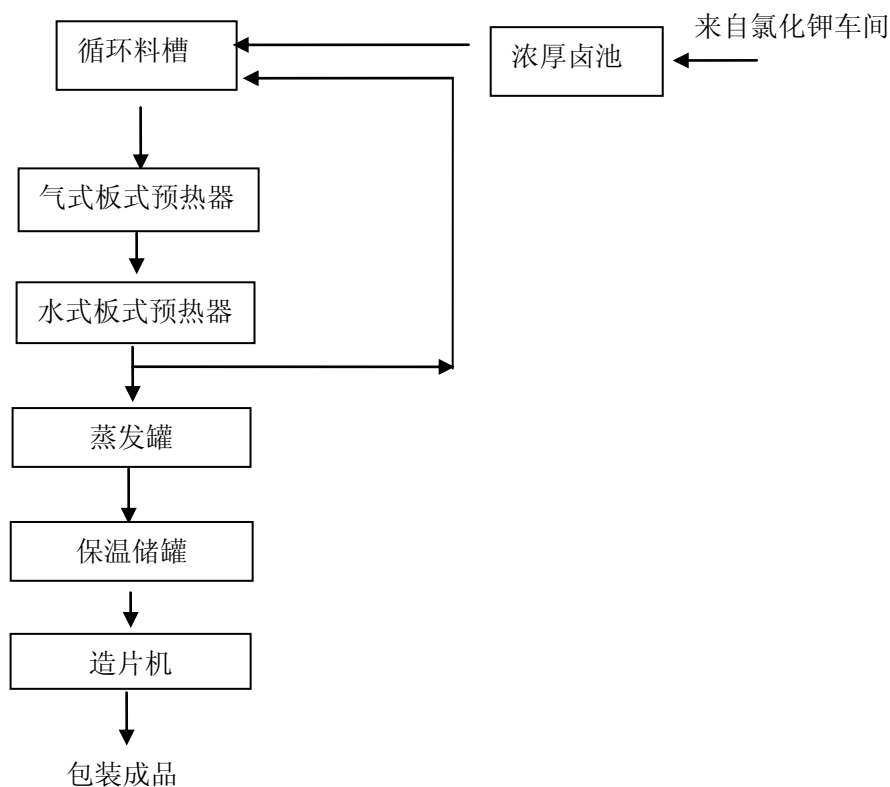 来自氯化钾车间
循环料槽
浓厚卤池
气式板式预热器
水式板式预热器
蒸发罐
保温储罐
造片机
包装成品